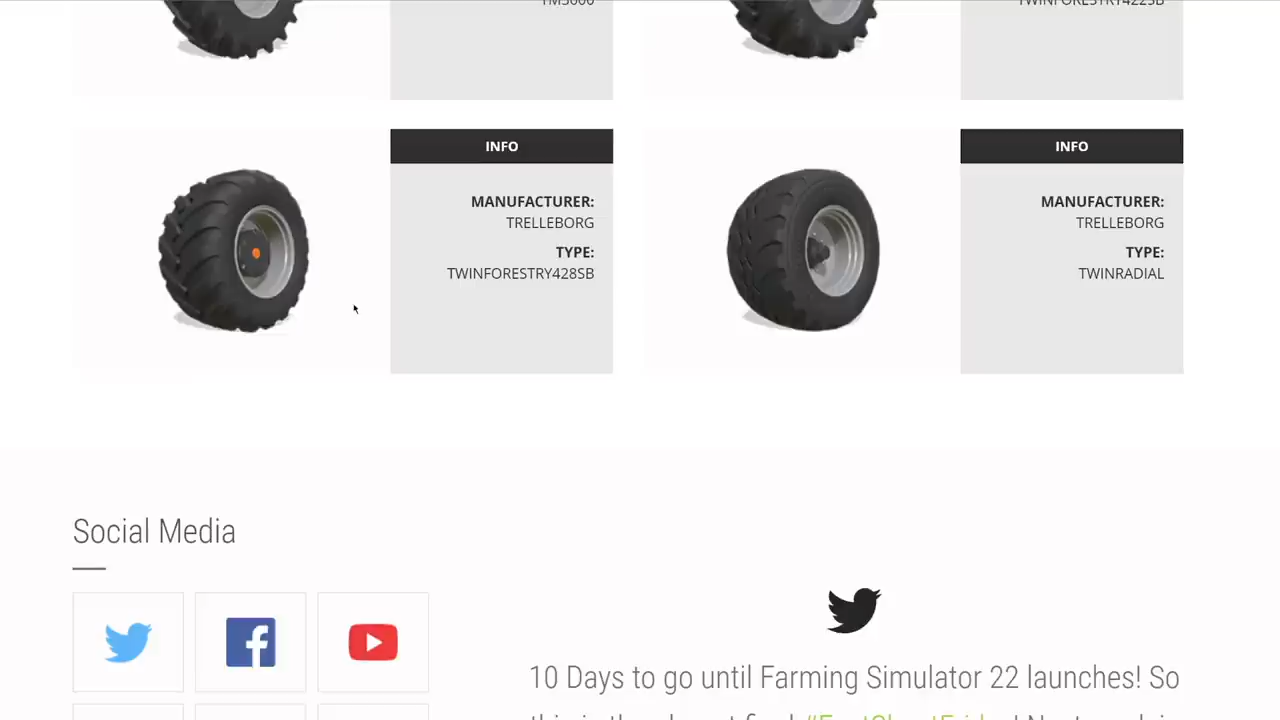 INFO
MANUFACTURER:
TRELLEBORG
TYPE:
TWINFORESTRY428SB
INFO
MANUFACTURER:
TRELLEBORG
TYPE:
TWINRADIAL
Social Media
10 Days to go until Farming Simulator 22 launches! So